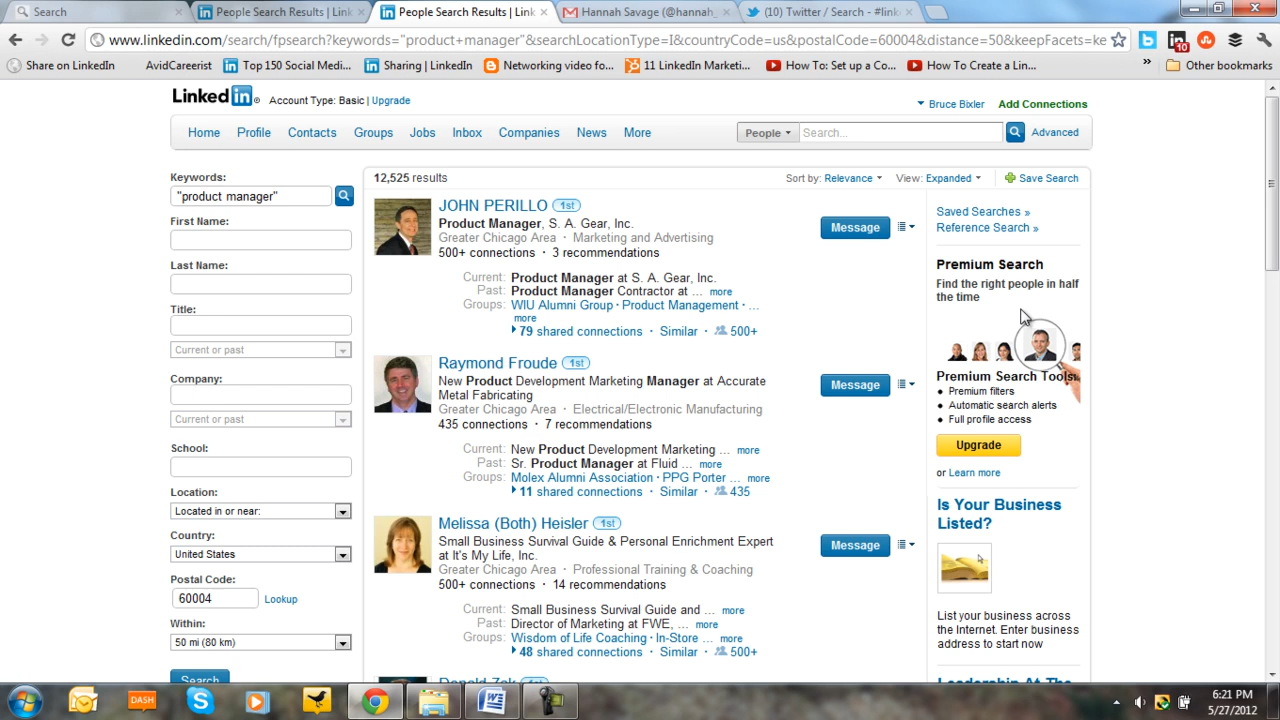 Search
People Search Results | Link
People Search Results | Link
Hannah Savage (@hannah_
(10) Twitter / Search - #link
www.linkedin.com/search/fpsearch?keywords="product+manager"&searchLocationType=I&countryCode=us&postalCode=60004&distance=50&keepFacets=ke
10
Share on LinkedIn
AvidCareerist
Top 150 Social Medi...
Sharing | LinkedIn
Networking video fo...
11 LinkedIn Marketi...
How To: Set up a Co...
How To Create a Lin...
»
Other bookmarks
Linked in
Account Type: Basic | Upgrade
Bruce Bixler
Add Connections
Home
Profile
Contacts
Groups
Jobs
Inbox
Companies
News
More
People
Search...
Advanced
Keywords:
"product manager"
First Name:
Last Name:
Title:
Current or past
Company:
Current or past
School:
Location:
Located in or near:
Country:
United States
Postal Code:
60004
Lookup
Within:
50 mi (80 km)
Search
12,525 results
Sort by: Relevance
View: Expanded
Save Search
JOHN PERILLO 1st
Product Manager, S. A. Gear, Inc.
Greater Chicago Area · Marketing and Advertising
500+ connections · 3 recommendations
Current: Product Manager at S. A. Gear, Inc.
Past: Product Manager Contractor at ... more
Groups: WIU Alumni Group · Product Management · ...
more
79 shared connections · Similar · 500+
Message
Raymond Froude 1st
New Product Development Marketing Manager at Accurate
Metal Fabricating
Greater Chicago Area · Electrical/Electronic Manufacturing
435 connections · 7 recommendations
Current: New Product Development Marketing ... more
Past: Sr. Product Manager at Fluid ... more
Groups: Molex Alumni Association · PPG Porter ... more
11 shared connections · Similar · 435
Message
Melissa (Both) Heisler 1st
Small Business Survival Guide & Personal Enrichment Expert
at It's My Life, Inc.
Greater Chicago Area · Professional Training & Coaching
500+ connections · 14 recommendations
Current: Small Business Survival Guide and ... more
Past: Director of Marketing at FWE, ... more
Groups: Wisdom of Life Coaching · In-Store ... more
48 shared connections · Similar · 500+
Message
Donald Zak 1st
Saved Searches »
Reference Search »
Premium Search
Find the right people in half
the time
Premium Search Tools:
• Premium filters
• Automatic search alerts
• Full profile access
Upgrade
or Learn more
Is Your Business
Listed?
List your business across
the Internet. Enter business
address to start now
Leadership At The
DASH
6:21 PM
5/27/2012